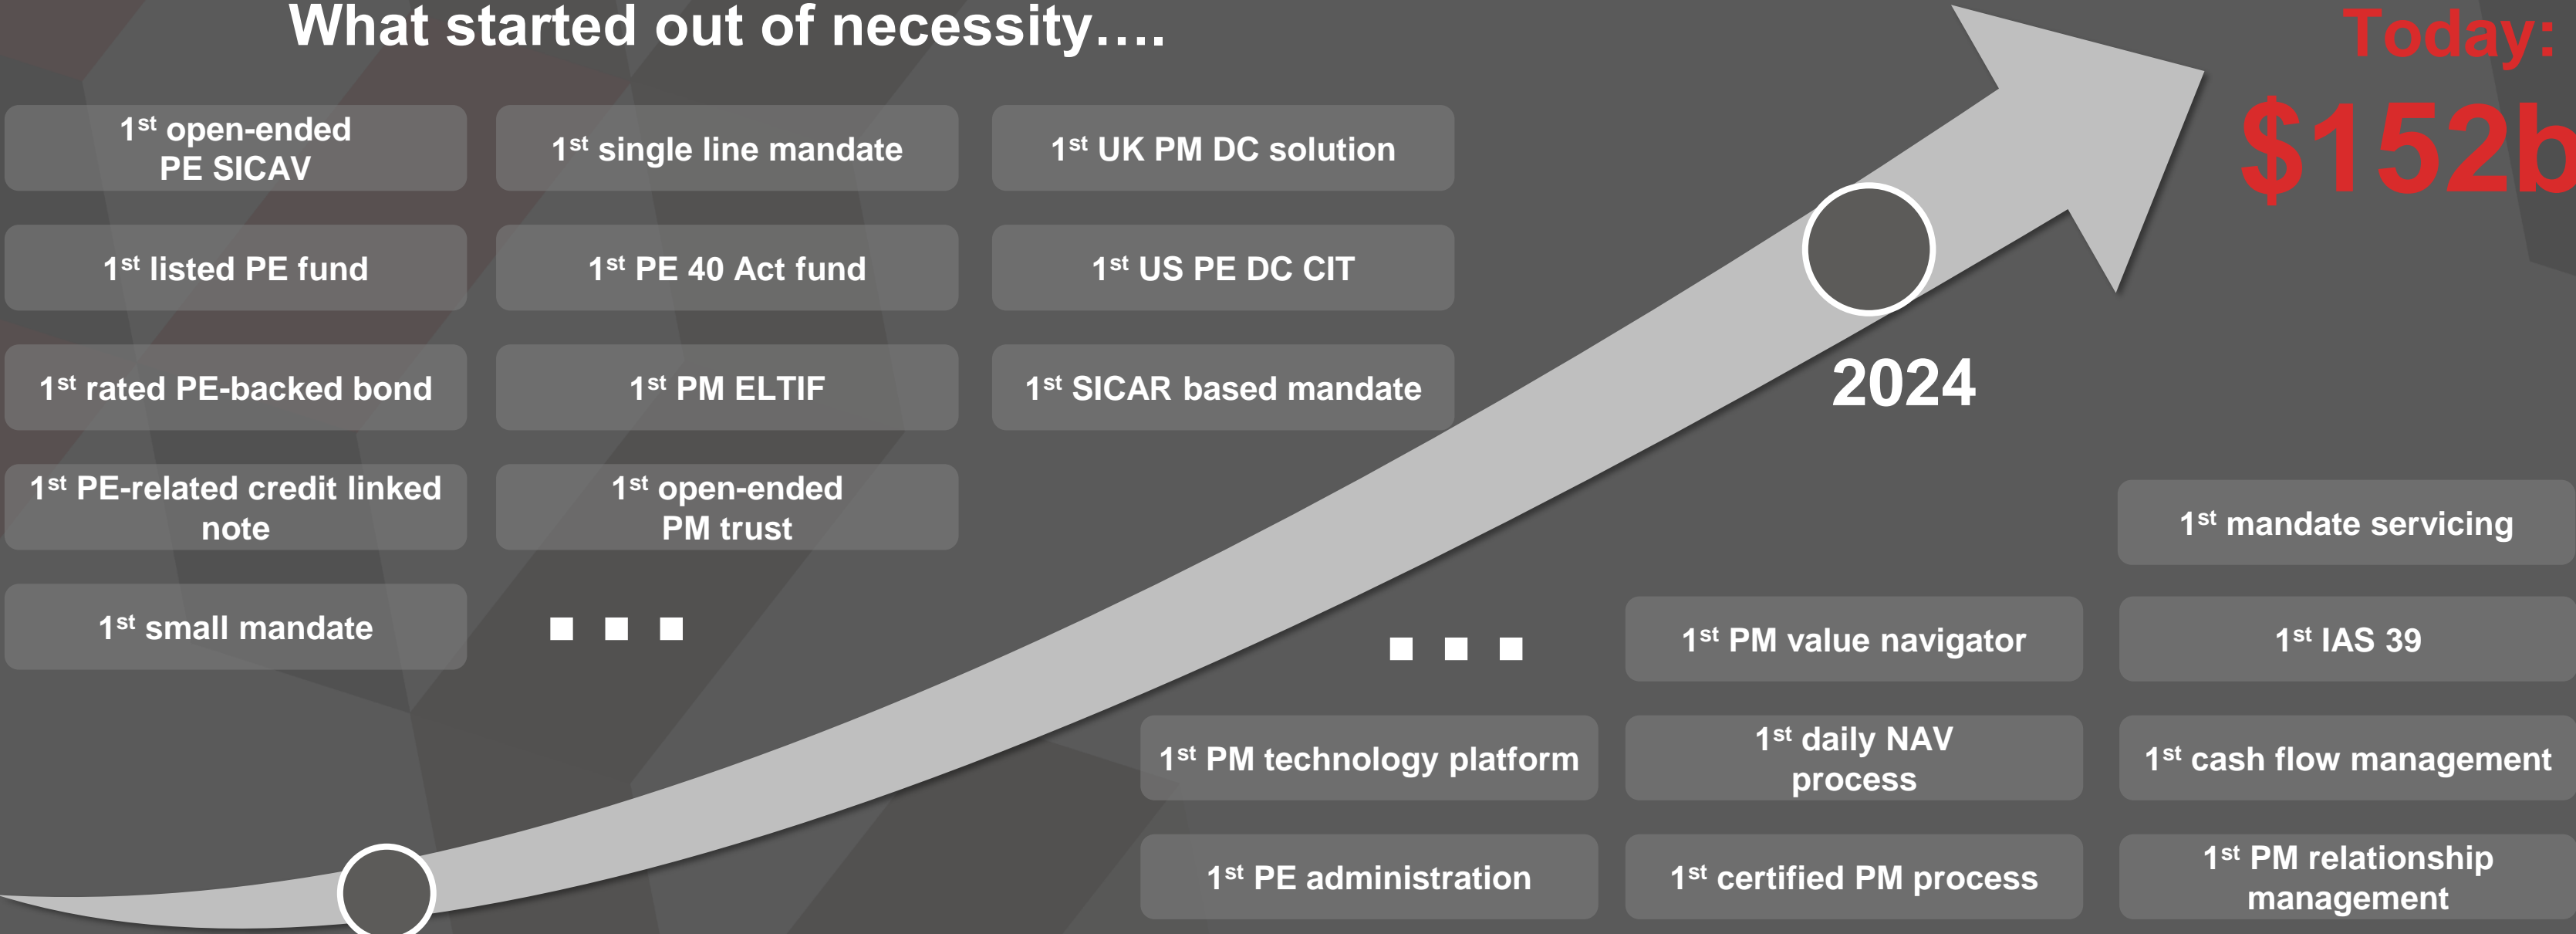 What started out of necessity….
Today:
$152b
1st open-ended
PE SICAV
1st single line mandate
1st UK PM DC solution
1st listed PE fund
1st PE 40 Act fund
1st US PE DC CIT
1st rated PE-backed bond
1st PM ELTIF
1st SICAR based mandate
2024
1st PE-related credit linked
note
1st open-ended
PM trust
1st mandate servicing
1st small mandate
...
...
1st PM value navigator
1st IAS 39
1st PM technology platform
1st daily NAV
process
1st cash flow management
1st PE administration
1st certified PM process
1st PM relationship
management